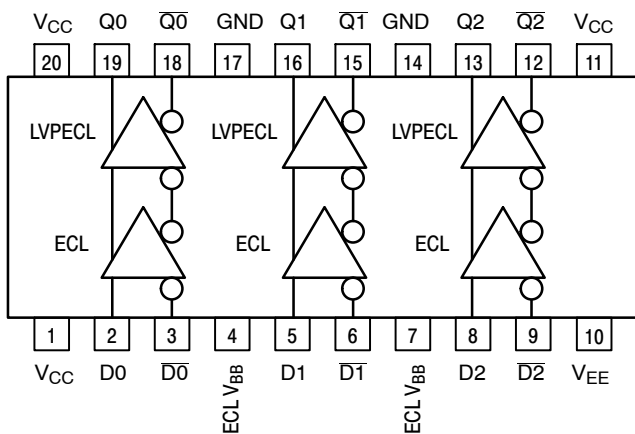 VCC Q0 Q0 GND Q1 Q1 GND Q2 Q2 VCC
20 19 18 17 16 15 14 13 12 11
LVPECL LVPECL LVPECL
ECL ECL ECL
1 2 3 4 5 6 7 8 9 10
VCC D0 D0 ECL VBB D1 D1 ECL VBB D2 D2 VEE